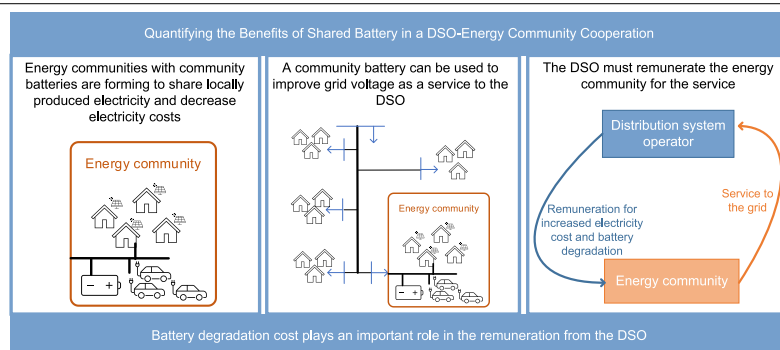 Quantifying the Benefits of Shared Battery in a DSO-Energy Community Cooperation
Energy communities with community
batteries are forming to share locally
produced electricity and decrease
electricity costs
Energy community
A community battery can be used to
improve grid voltage as a service to the
DSO
Energy community
The DSO must remunerate the energy
community for the service
Distribution system
operator
Service to
the grid
Remuneration for
increased electricity
cost and battery
degradation
Energy community
Battery degradation cost plays an important role in the remuneration from the DSO